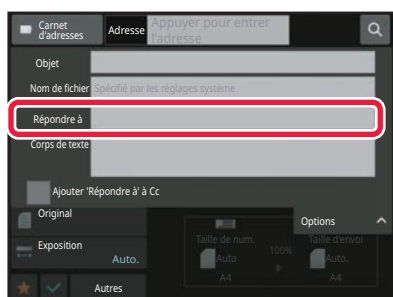 Carnet
d'adresses
Adresse
Appuyer pour entrer
l'adresse
Objet
Nom de fichier
Spécifié par les réglages système
Répondre à
Corps de texte
Ajouter 'Répondre à' à Cc
Original
Options
Exposition
Auto.
Taille de num.
100%
Taille d'envoi
Auto
Auto.
A4
A4
Autres